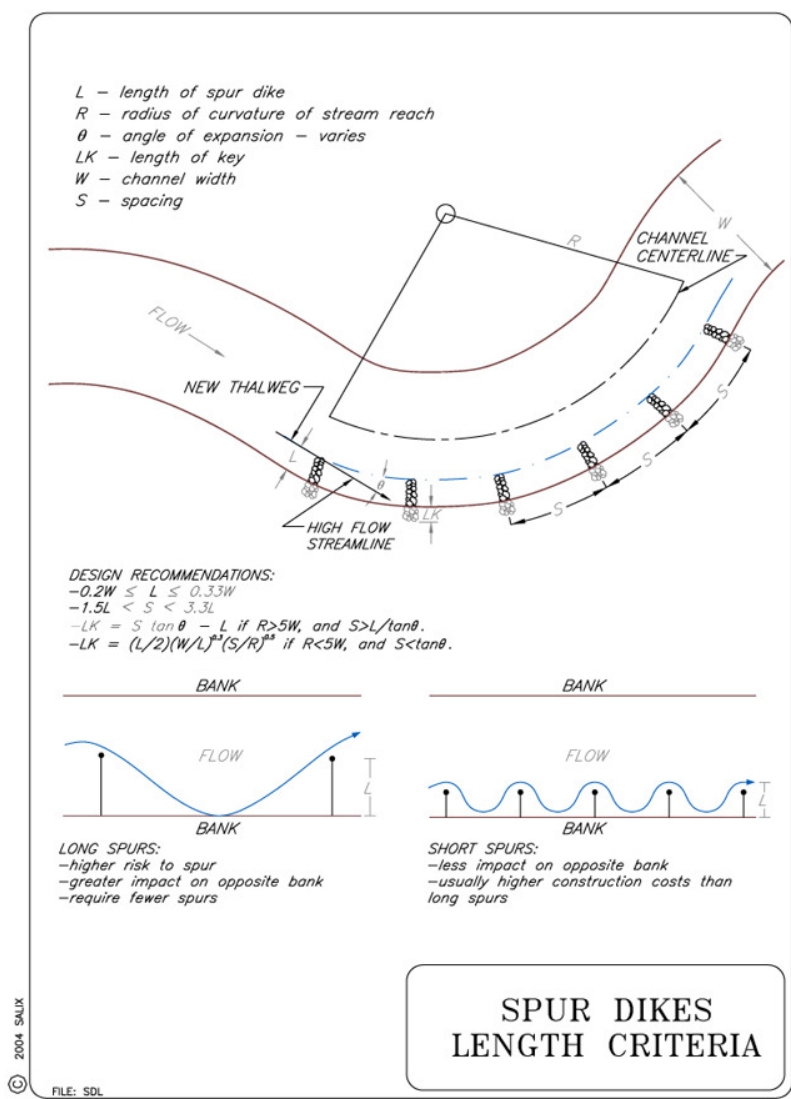 L – length of spur dike
R – radius of curvature of stream reach
θ – angle of expansion – varies
LK – length of key
W – channel width
S – spacing
W
R
CHANNEL
CENTERLINE
FLOW
NEW THALWEG
L
θ
LK
S
S
S
HIGH FLOW
STREAMLINE
DESIGN RECOMMENDATIONS:
–0.2W ≤ L ≤ 0.33W
–1.5L < S < 3.3L
–LK = S tanθ – L if R>5W, and S>L/tanθ.
–LK = (L/2)(W/L)^0.3(S/R)^0.5 if R<5W, and S<tanθ.
BANK
FLOW
L
BANK
LONG SPURS:
–higher risk to spur
–greater impact on opposite bank
–require fewer spurs
BANK
FLOW
L
BANK
SHORT SPURS:
–less impact on opposite bank
–usually higher construction costs than
long spurs
SPUR DIKES
LENGTH CRITERIA
© 2004 SALIX
FILE: SDL